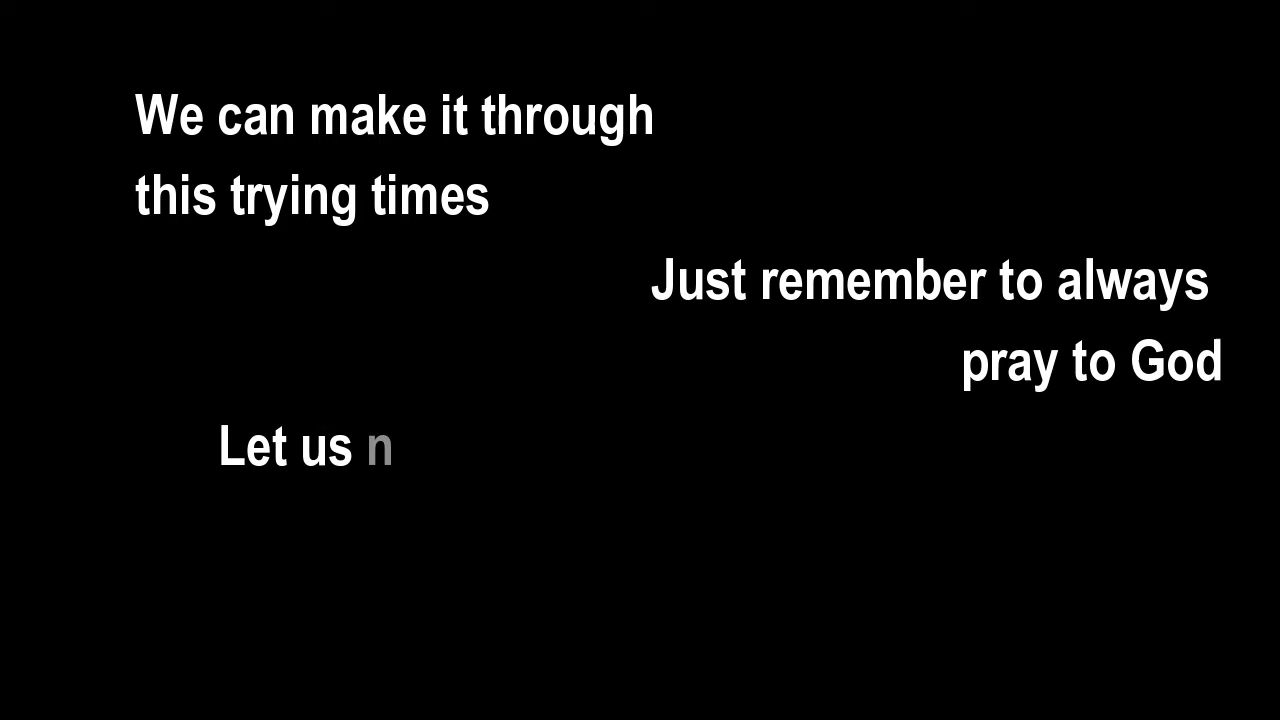 We can make it through
this trying times
Just remember to always
pray to God
Let us n